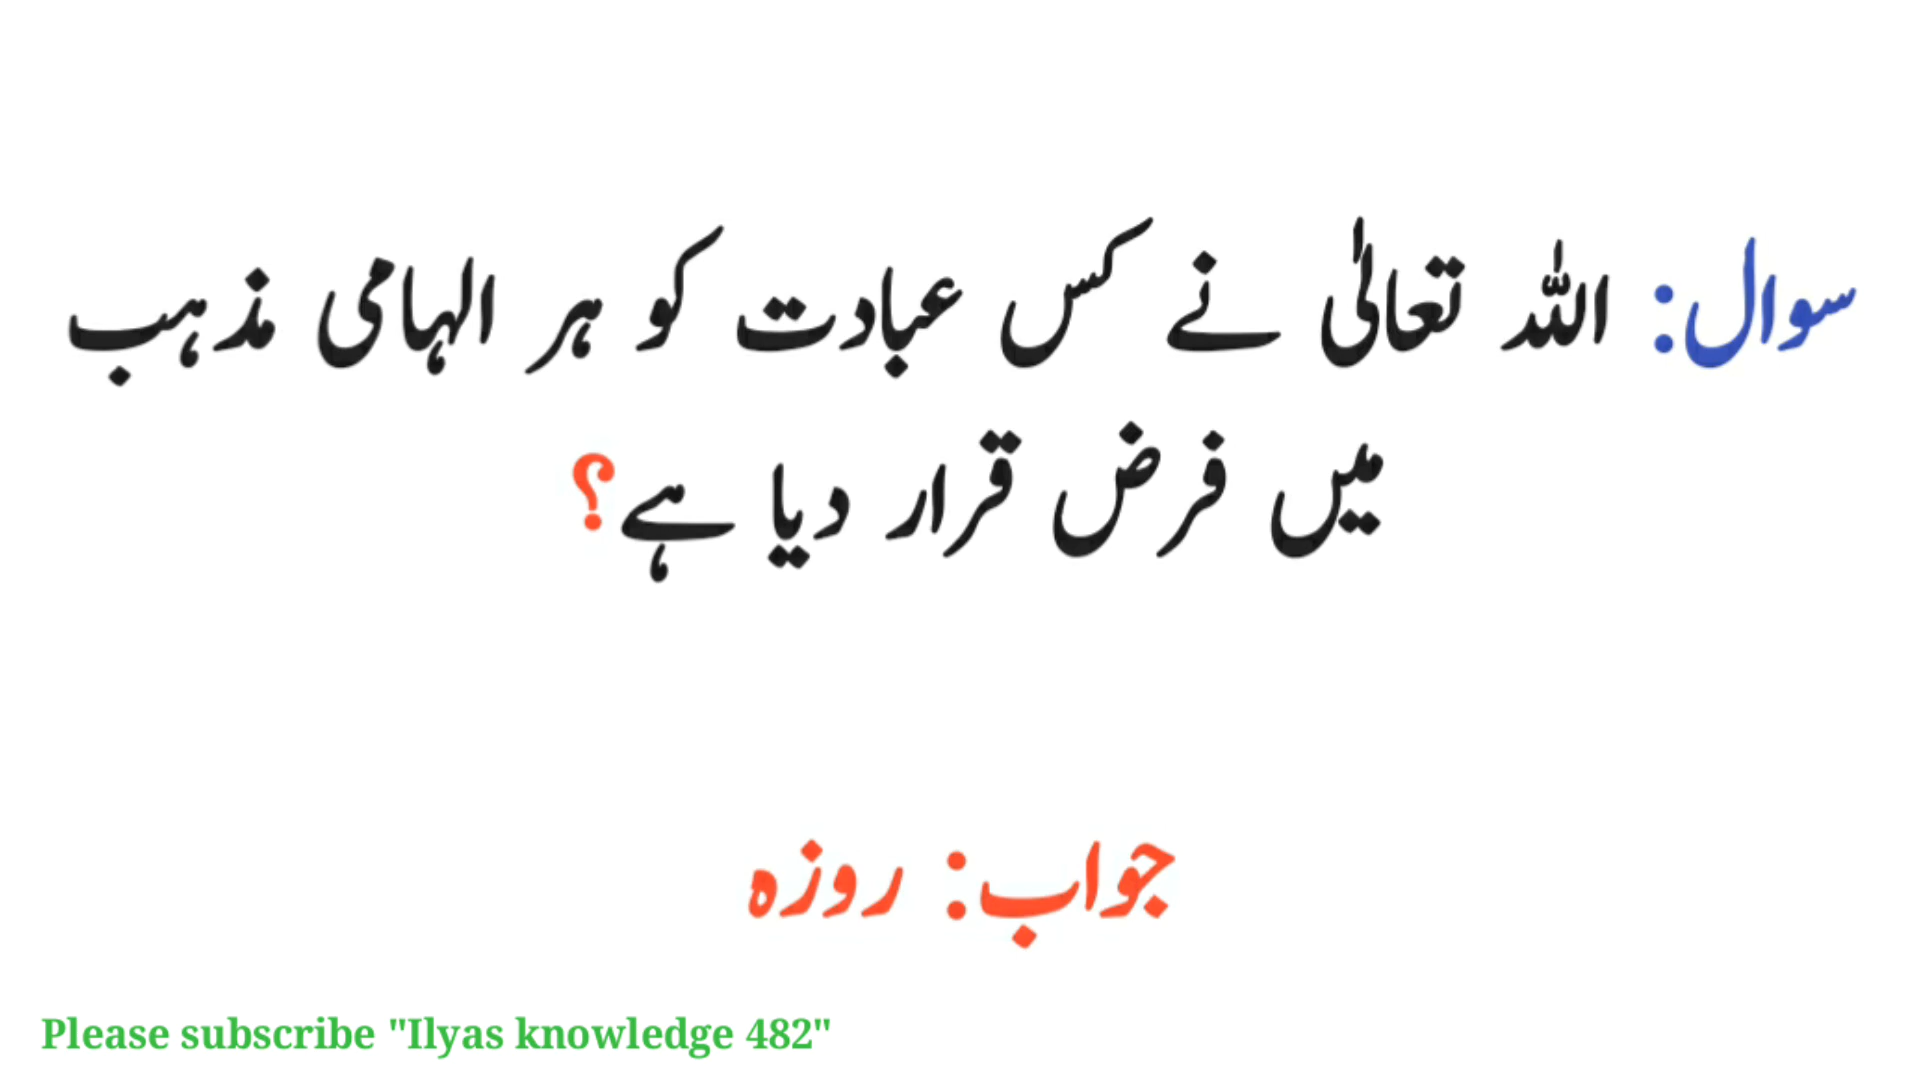 سوال: اللہ تعالیٰ نے کس عبادت کو ہر الہامی مذہب
میں فرض قرار دیا ہے؟
جواب: روزہ
Please subscribe "Ilyas knowledge 482"